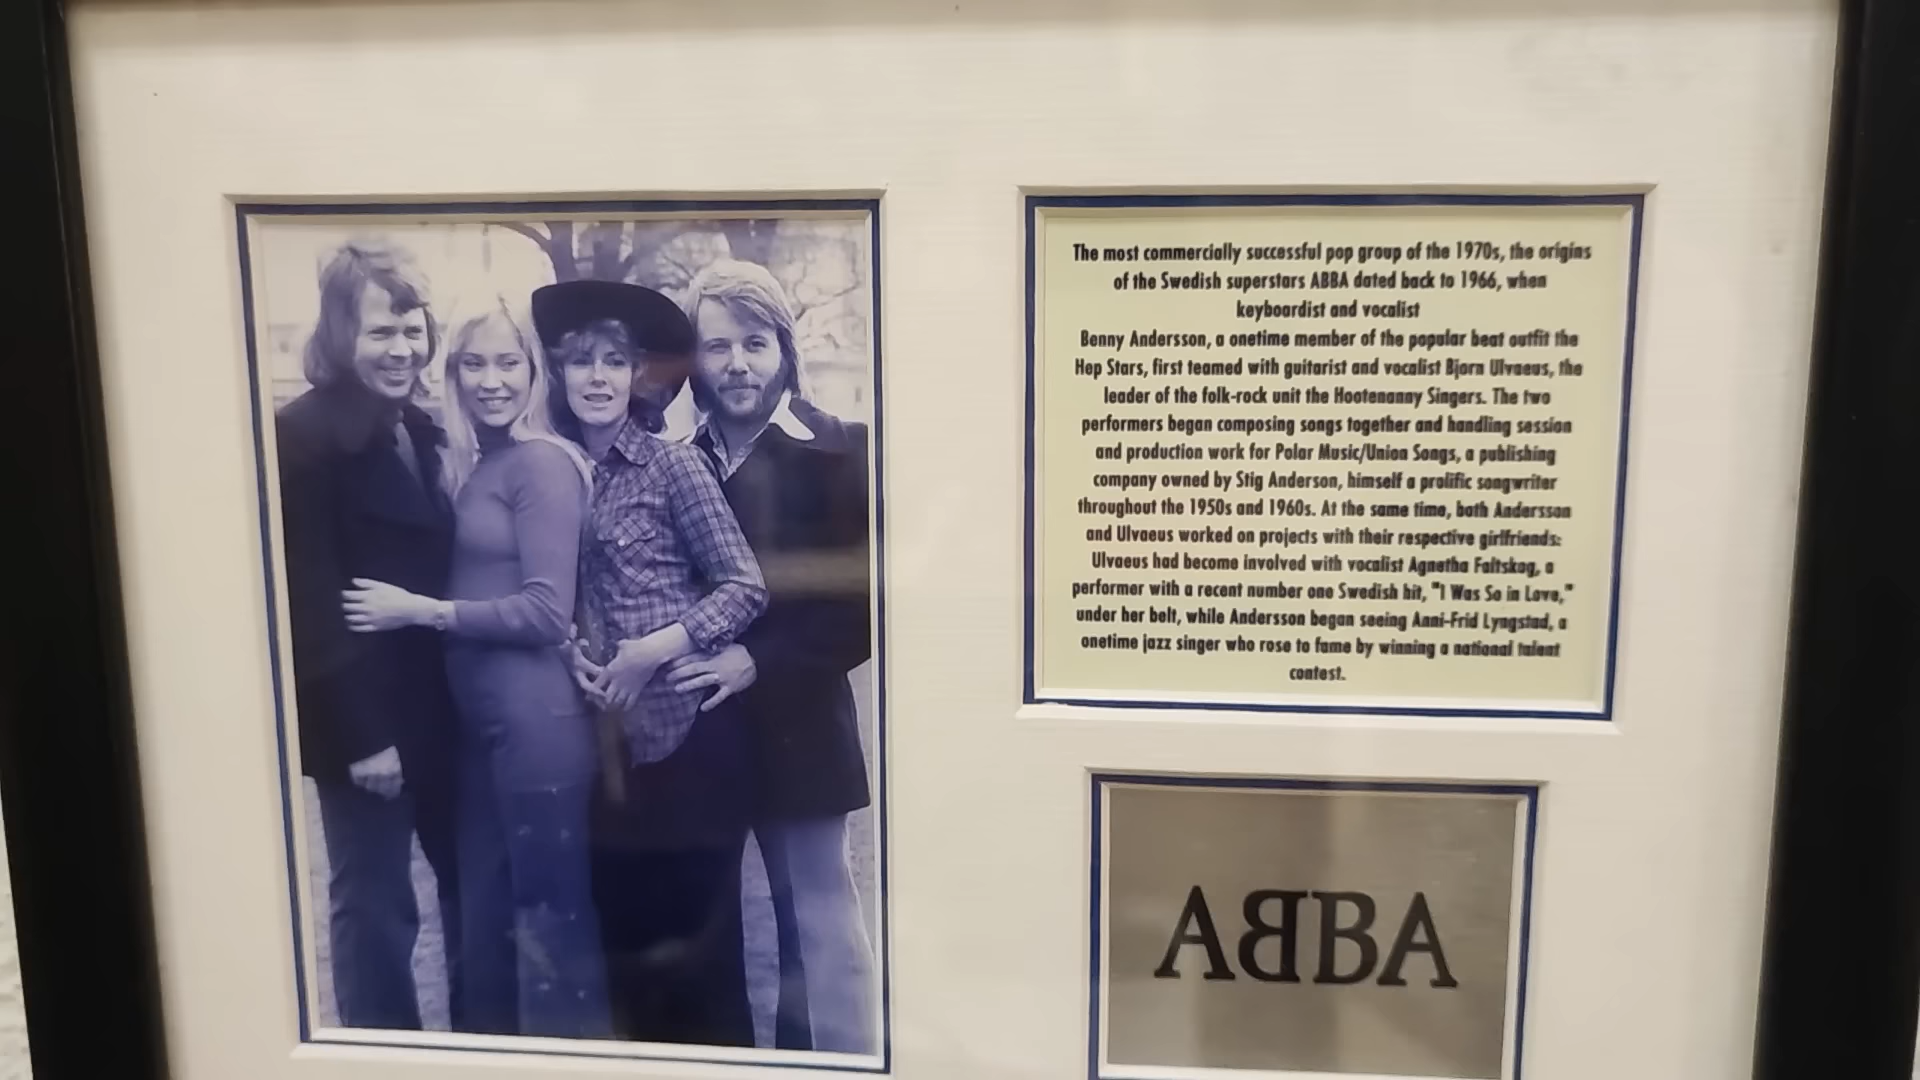 The most commercially successful pop group of the 1970s, the origins
of the Swedish superstars ABBA dated back to 1966, when
keyboardist and vocalist
Benny Andersson, a onetime member of the popular beat outfit the
Hep Stars, first teamed with guitarist and vocalist Bjorn Ulvaeus, the
leader of the folk-rock unit the Hootenanny Singers. The two
performers began composing songs together and handling session
and production work for Polar Music/Union Songs, a publishing
company owned by Stig Anderson, himself a prolific songwriter
throughout the 1950s and 1960s. At the same time, both Andersson
and Ulvaeus worked on projects with their respective girlfriends:
Ulvaeus had become involved with vocalist Agnetha Faltskog, a
performer with a recent number one Swedish hit, "I Was So in Love,"
under her belt, while Andersson began seeing Anni-Frid Lyngstad, a
onetime jazz singer who rose to fame by winning a national talent
contest.
ABBA